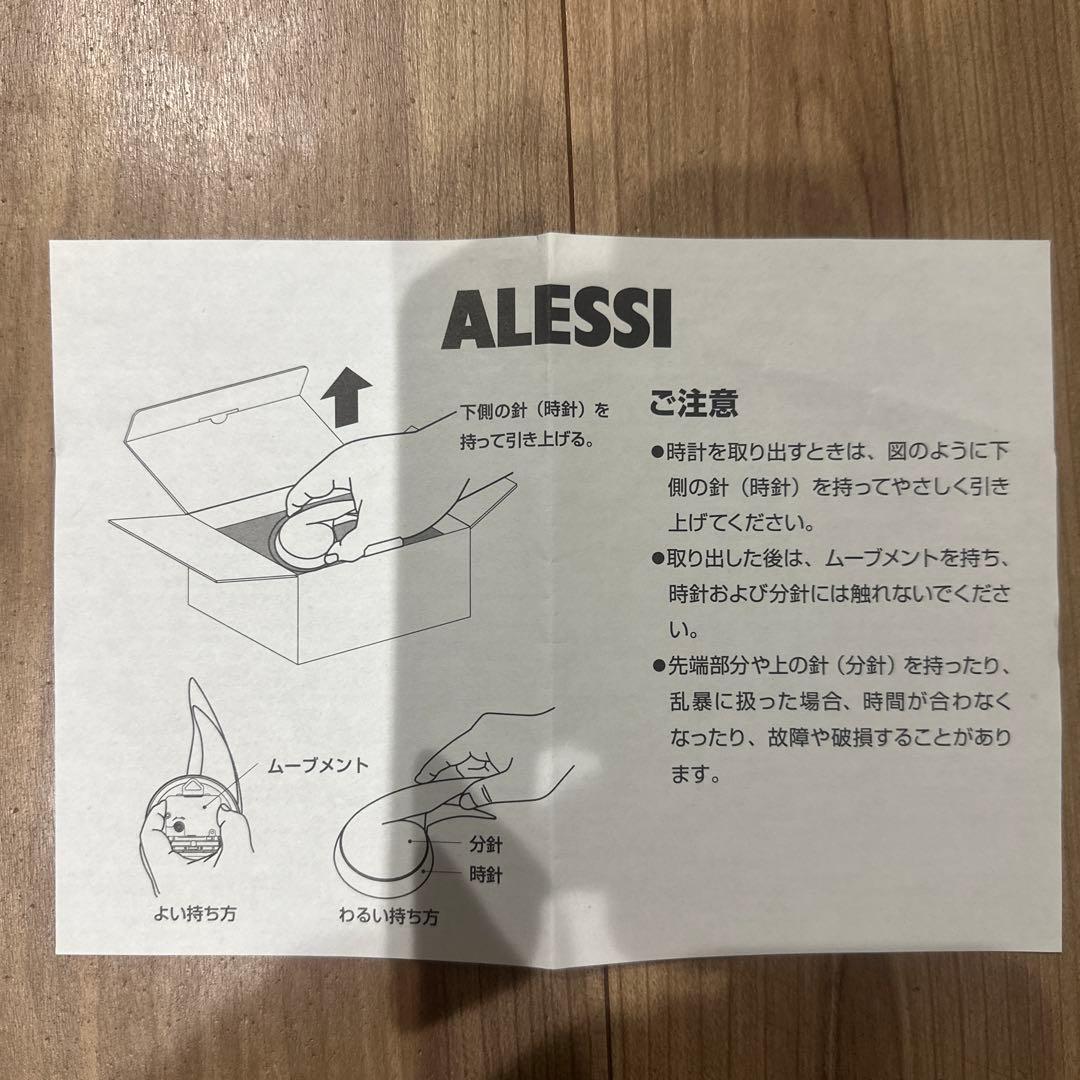 ALESSI
下側の針（時針）を
持って引き上げる。
ムーブメント
分針
時針
よい持ち方
わるい持ち方
ご注意
●時計を取り出すときは、図のように下
側の針（時針）を持ってやさしく引き
上げてください。
●取り出した後は、ムーブメントを持ち、
時針および分針には触れないでくださ
い。
●先端部分や上の針（分針）を持ったり、
乱暴に扱った場合、時間が合わなく
なったり、故障や破損することがあり
ます。